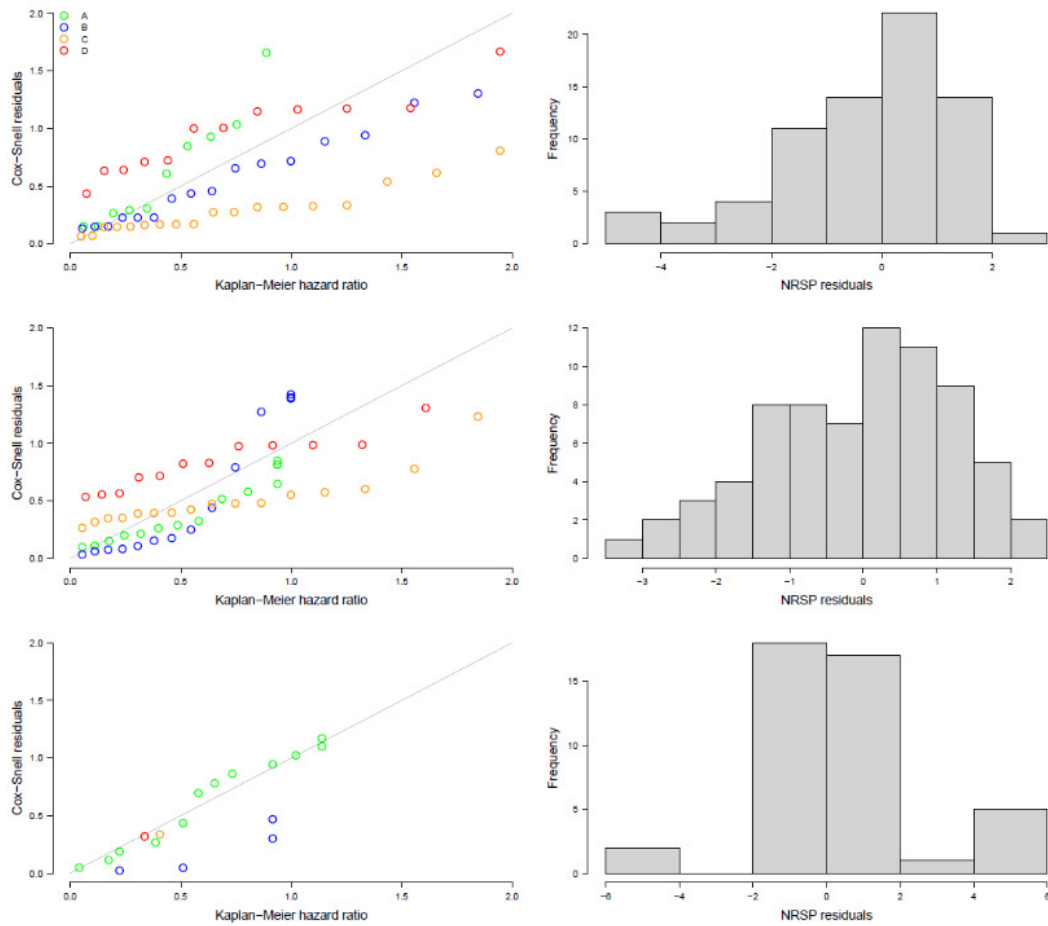 A
B
C
D
2.0
1.5
1.0
0.5
0.0
Cox−Snell residuals
0.0 0.5 1.0 1.5 2.0
Kaplan−Meier hazard ratio
20
15
10
5
0
Frequency
−4 −2 0 2
NRSP residuals
2.0
1.5
1.0
0.5
0.0
Cox−Snell residuals
0.0 0.5 1.0 1.5 2.0
Kaplan−Meier hazard ratio
12
10
8
6
4
2
0
Frequency
−3 −2 −1 0 1 2
NRSP residuals
2.0
1.5
1.0
0.5
0.0
Cox−Snell residuals
0.0 0.5 1.0 1.5 2.0
Kaplan−Meier hazard ratio
15
10
5
0
Frequency
−6 −4 −2 0 2 4 6
NRSP residuals